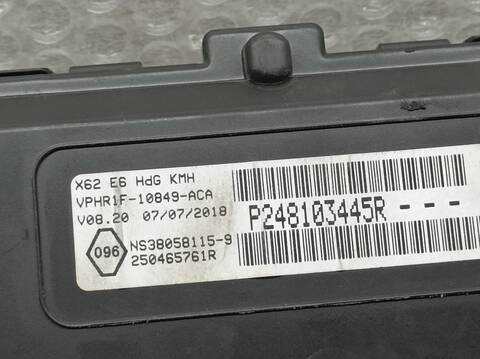 X62 E6 HdG KMH
VPHR1F-10849-ACA
V08.20 07/07/2018
P248103445R - - -
096
NS38058115-9
250465761R